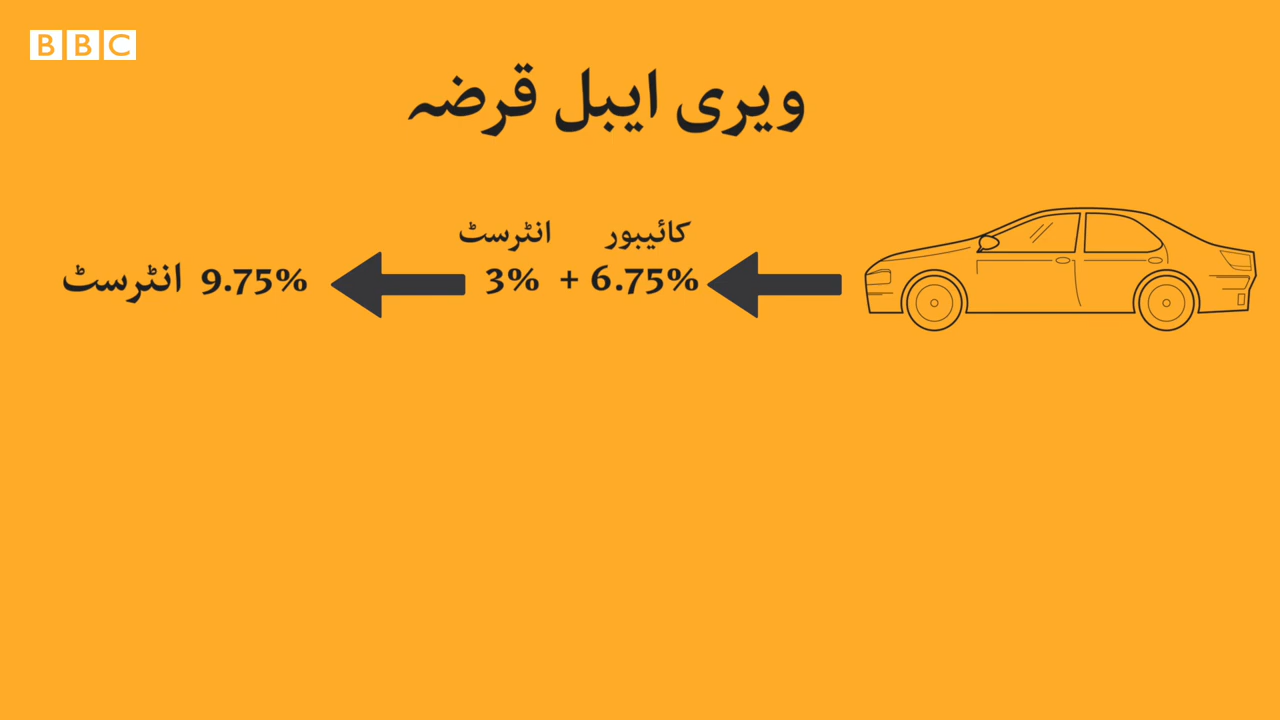 BBC
ویری ایبل قرضہ
کائیبور انٹرسٹ
6.75% + 3%
9.75% انٹرسٹ